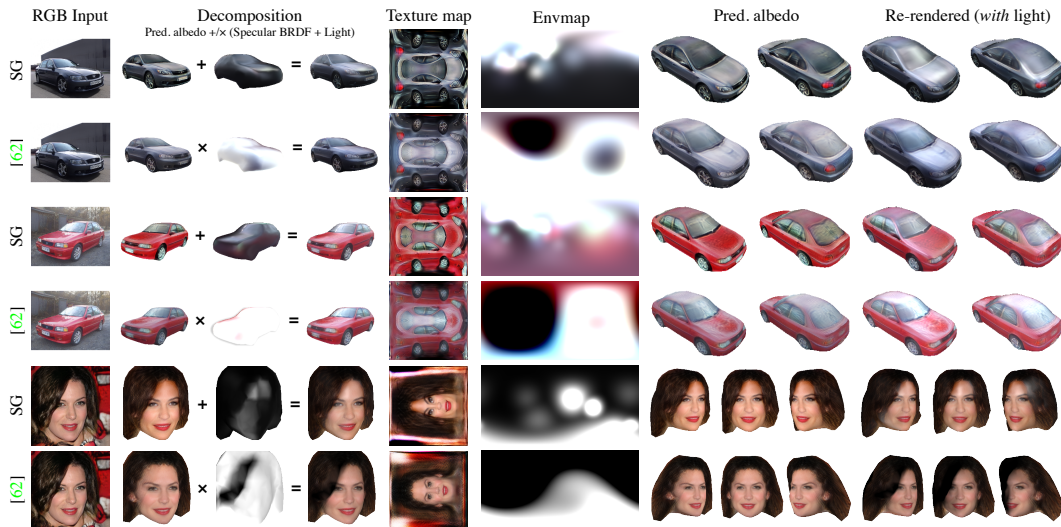 RGB Input Decomposition Texture map Envmap Pred. albedo Re-rendered (with light)
Pred. albedo +/× (Specular BRDF + Light)
SG + =
[62] × =
SG + =
[62] × =
SG + =
[62] × =